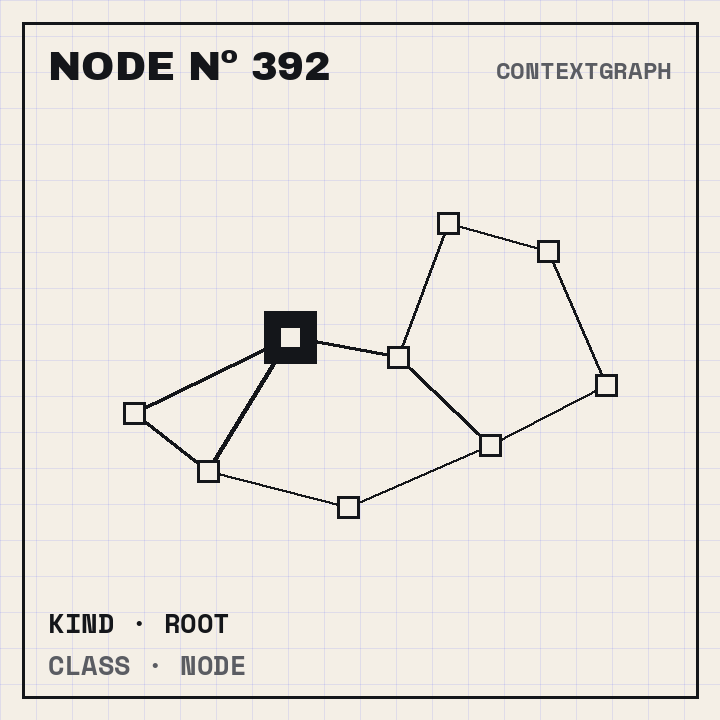 NODE Nº 392
CONTEXTGRAPH
KIND · ROOT
CLASS · NODE